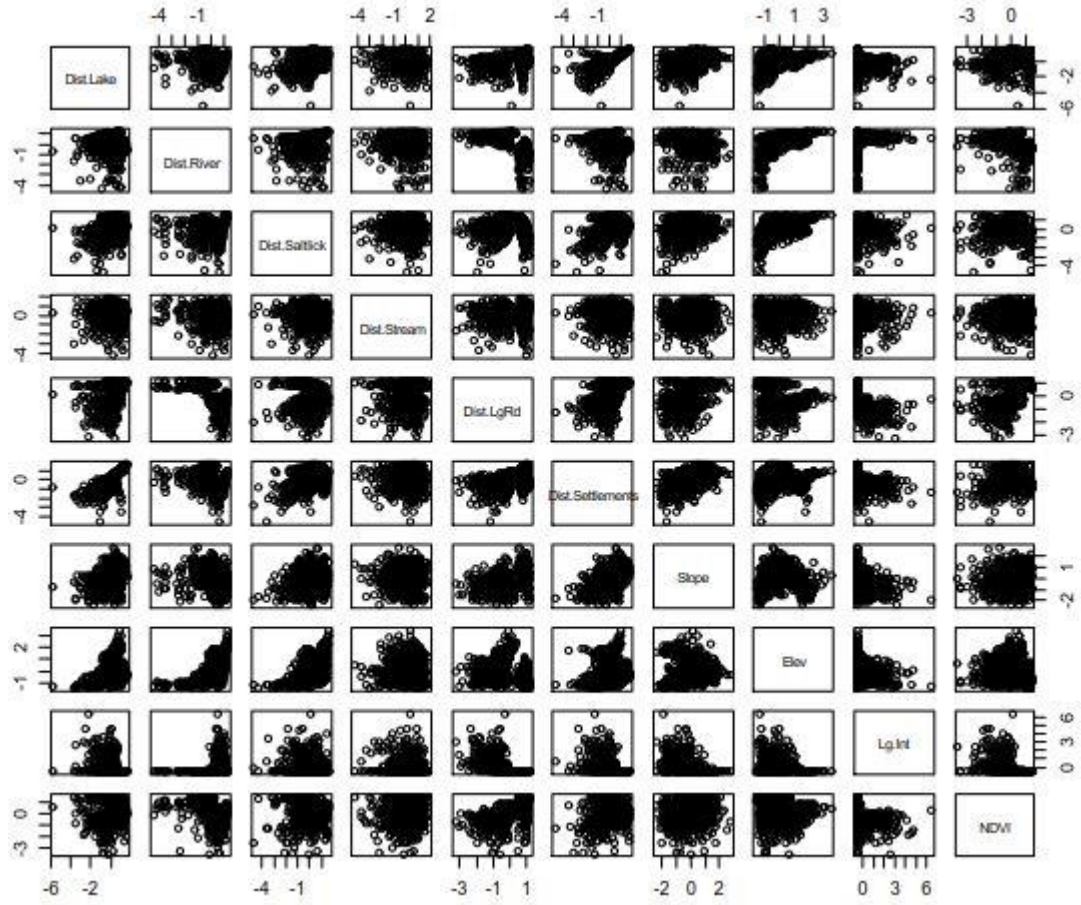 -4 -1 -4 -1 2 -4 -1 -1 1 3 -3 0
Dist.Lake -6 -2
-4 -1 Dist.River
Dist.Saltlick -4 0
-4 0 Dist.Stream
Dist.LgRd -3 0
-4 0 Dist.Settlements
Slope -2 1
-1 2 Elev
Lg.Int 0 3 6
-3 0 NDVI
-6 -2 -4 -1 -3 -1 1 -2 0 2 0 3 6